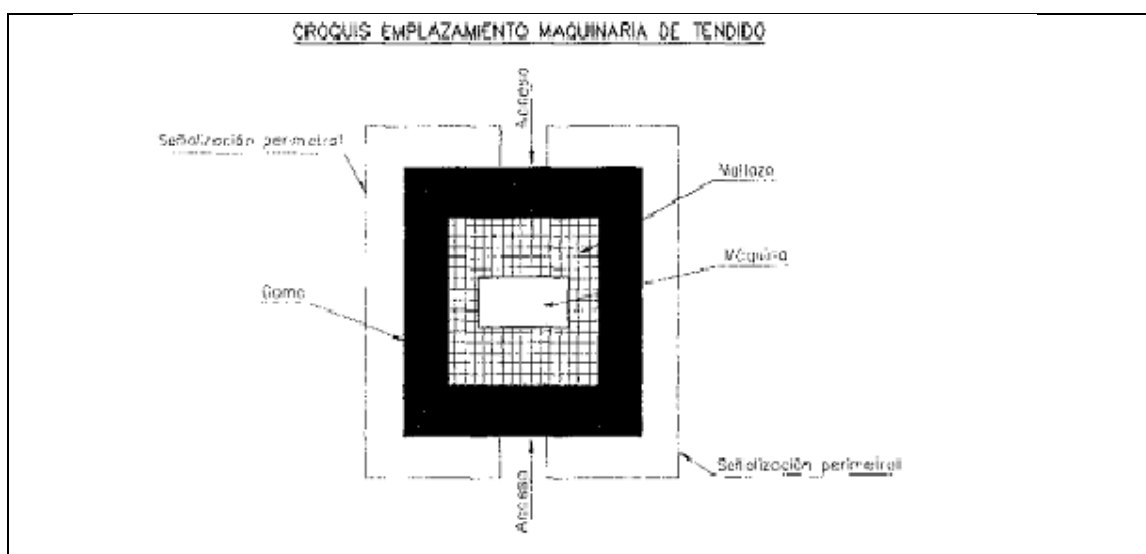 CROQUIS EMPLAZAMIENTO MAQUINARIA DE TENDIDO
Acceso
Señalización perimetral
Mallazo
Máquina
Goma
Señalización perimetral
Acceso